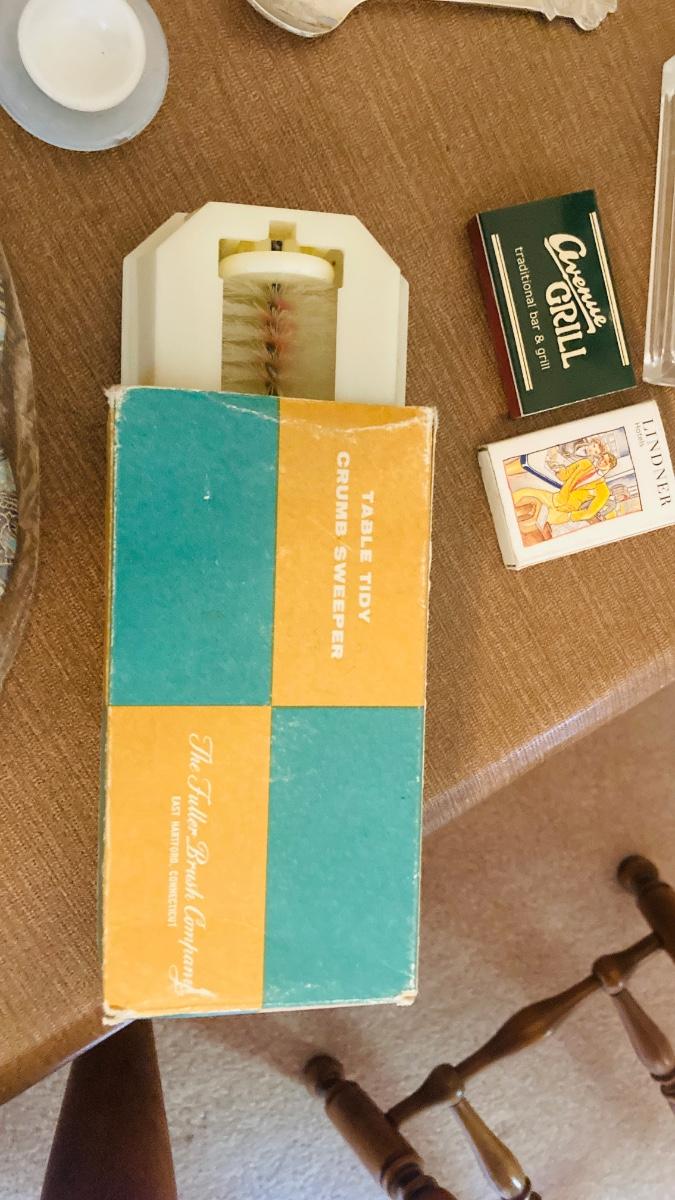 TABLE TIDY
CRUMB SWEEPER
The Fuller Brush Company
EAST HARTFORD, CONNECTICUT
avenue
GRILL
traditional bar & grill
LINDNER
Hotels